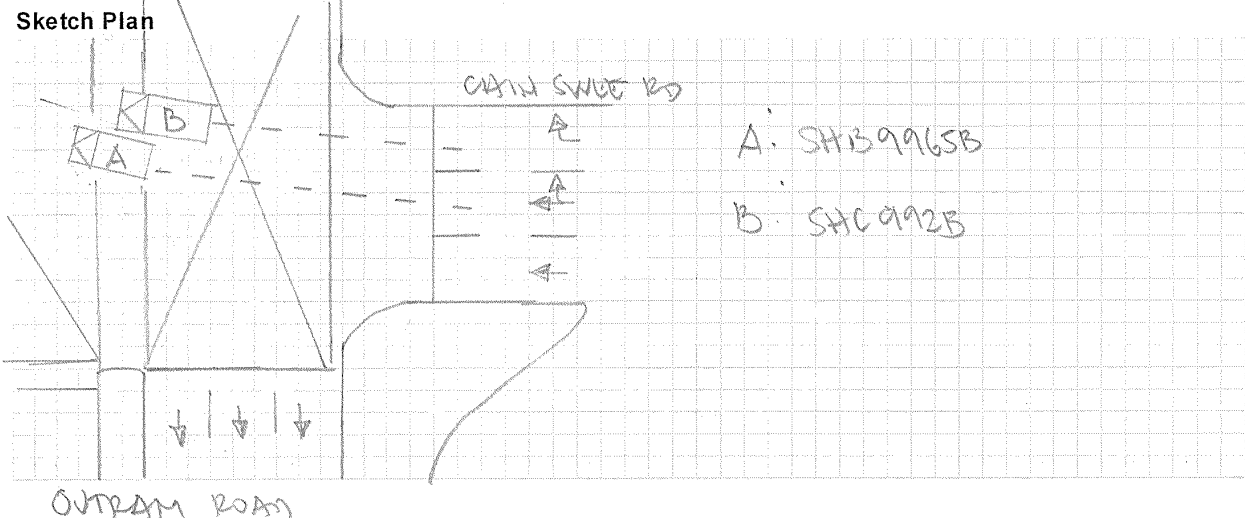 Sketch Plan
CHIN SWEE RD
B
A
A: SHB9965B
B: SHC992B
OUTRAM ROAD